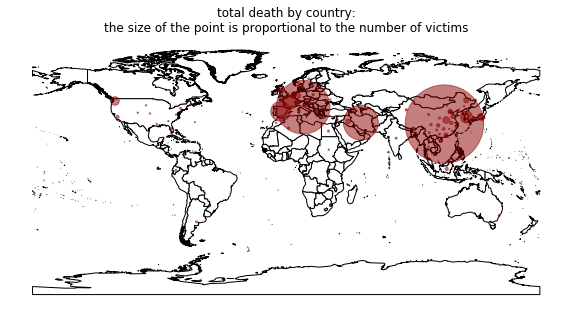 total death by country:
the size of the point is proportional to the number of victims